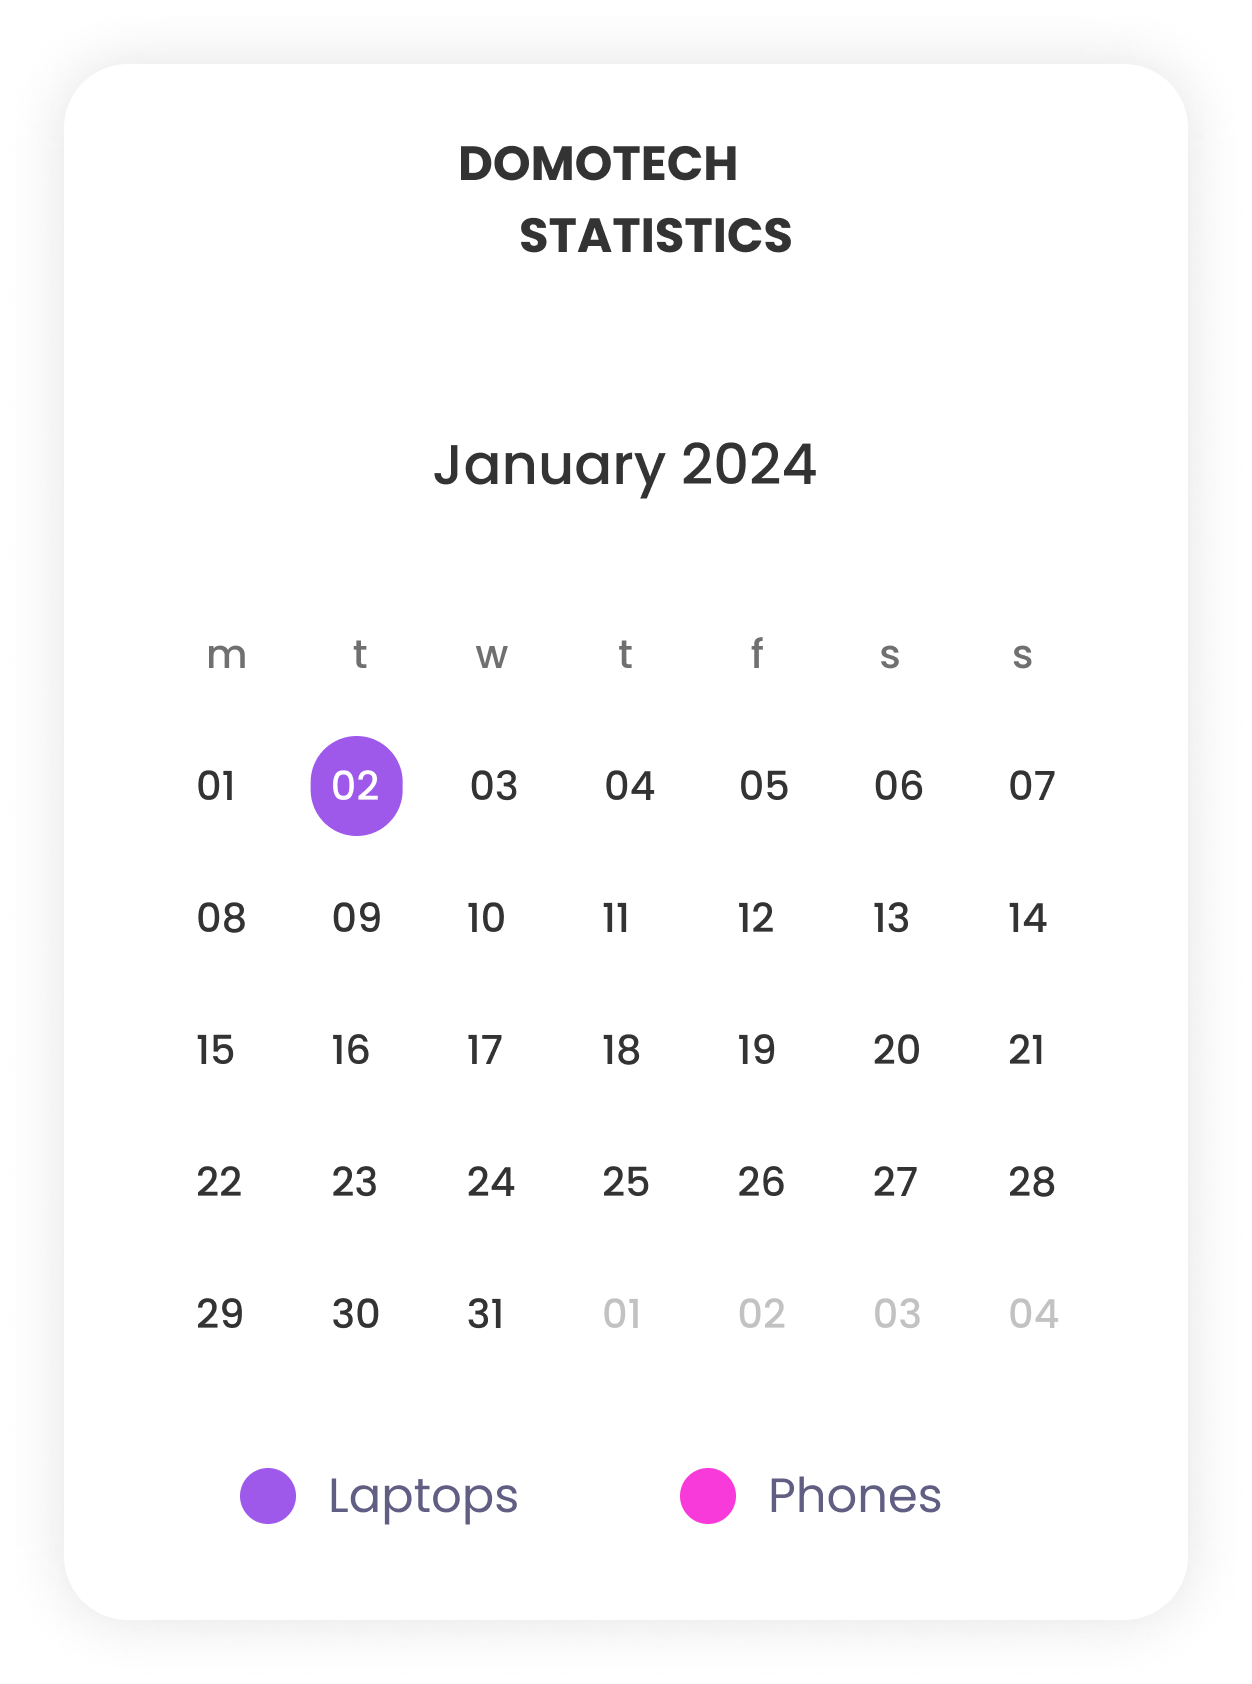 DOMOTECH
STATISTICS
January 2024
m t w t f s s
01 02 03 04 05 06 07
08 09 10 11 12 13 14
15 16 17 18 19 20 21
22 23 24 25 26 27 28
29 30 31 01 02 03 04
Laptops Phones